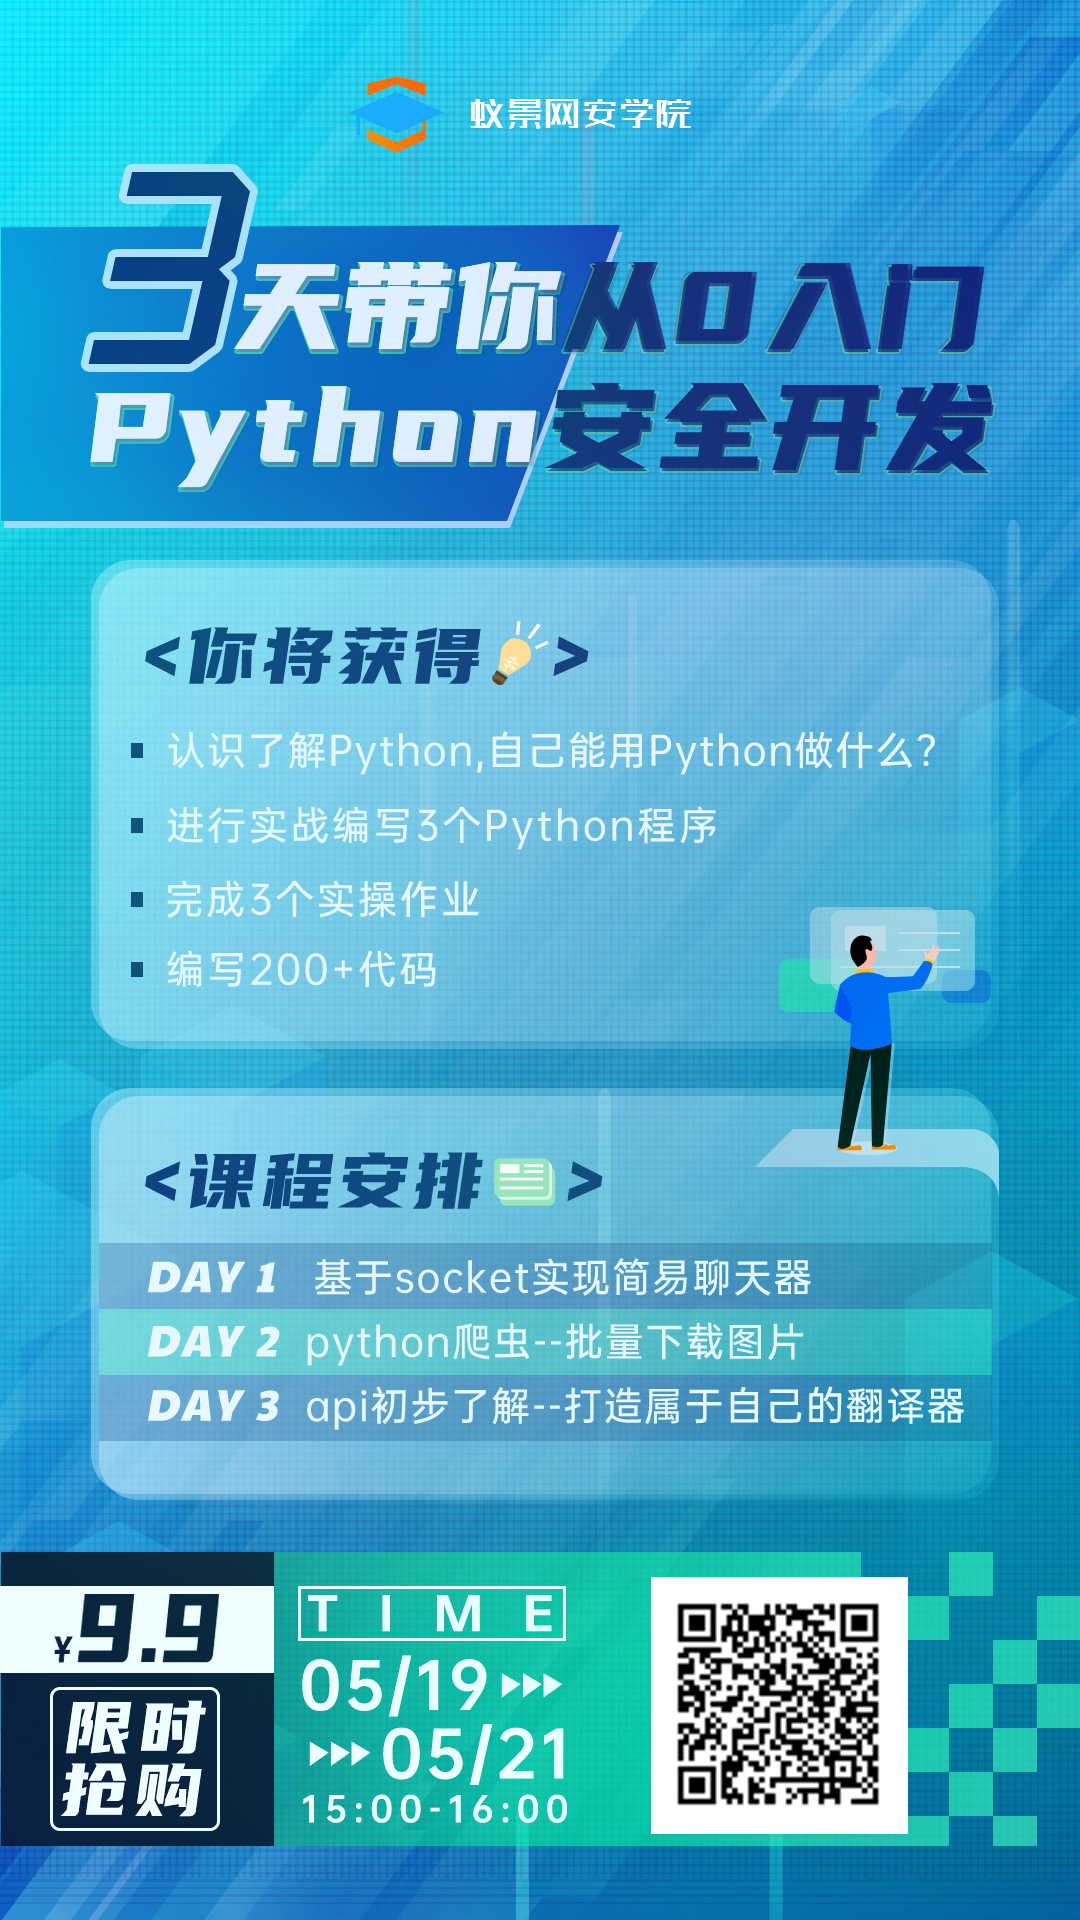 蚁景网安学院
3天带你从0入门
Python安全开发
<你将获得>
认识了解Python,自己能用Python做什么?
进行实战编写3个Python程序
完成3个实操作业
编写200+代码
<课程安排>
DAY 1 基于socket实现简易聊天器
DAY 2 python爬虫--批量下载图片
DAY 3 api初步了解--打造属于自己的翻译器
¥9.9
限时
抢购
TIME
05/19
05/21
15:00-16:00